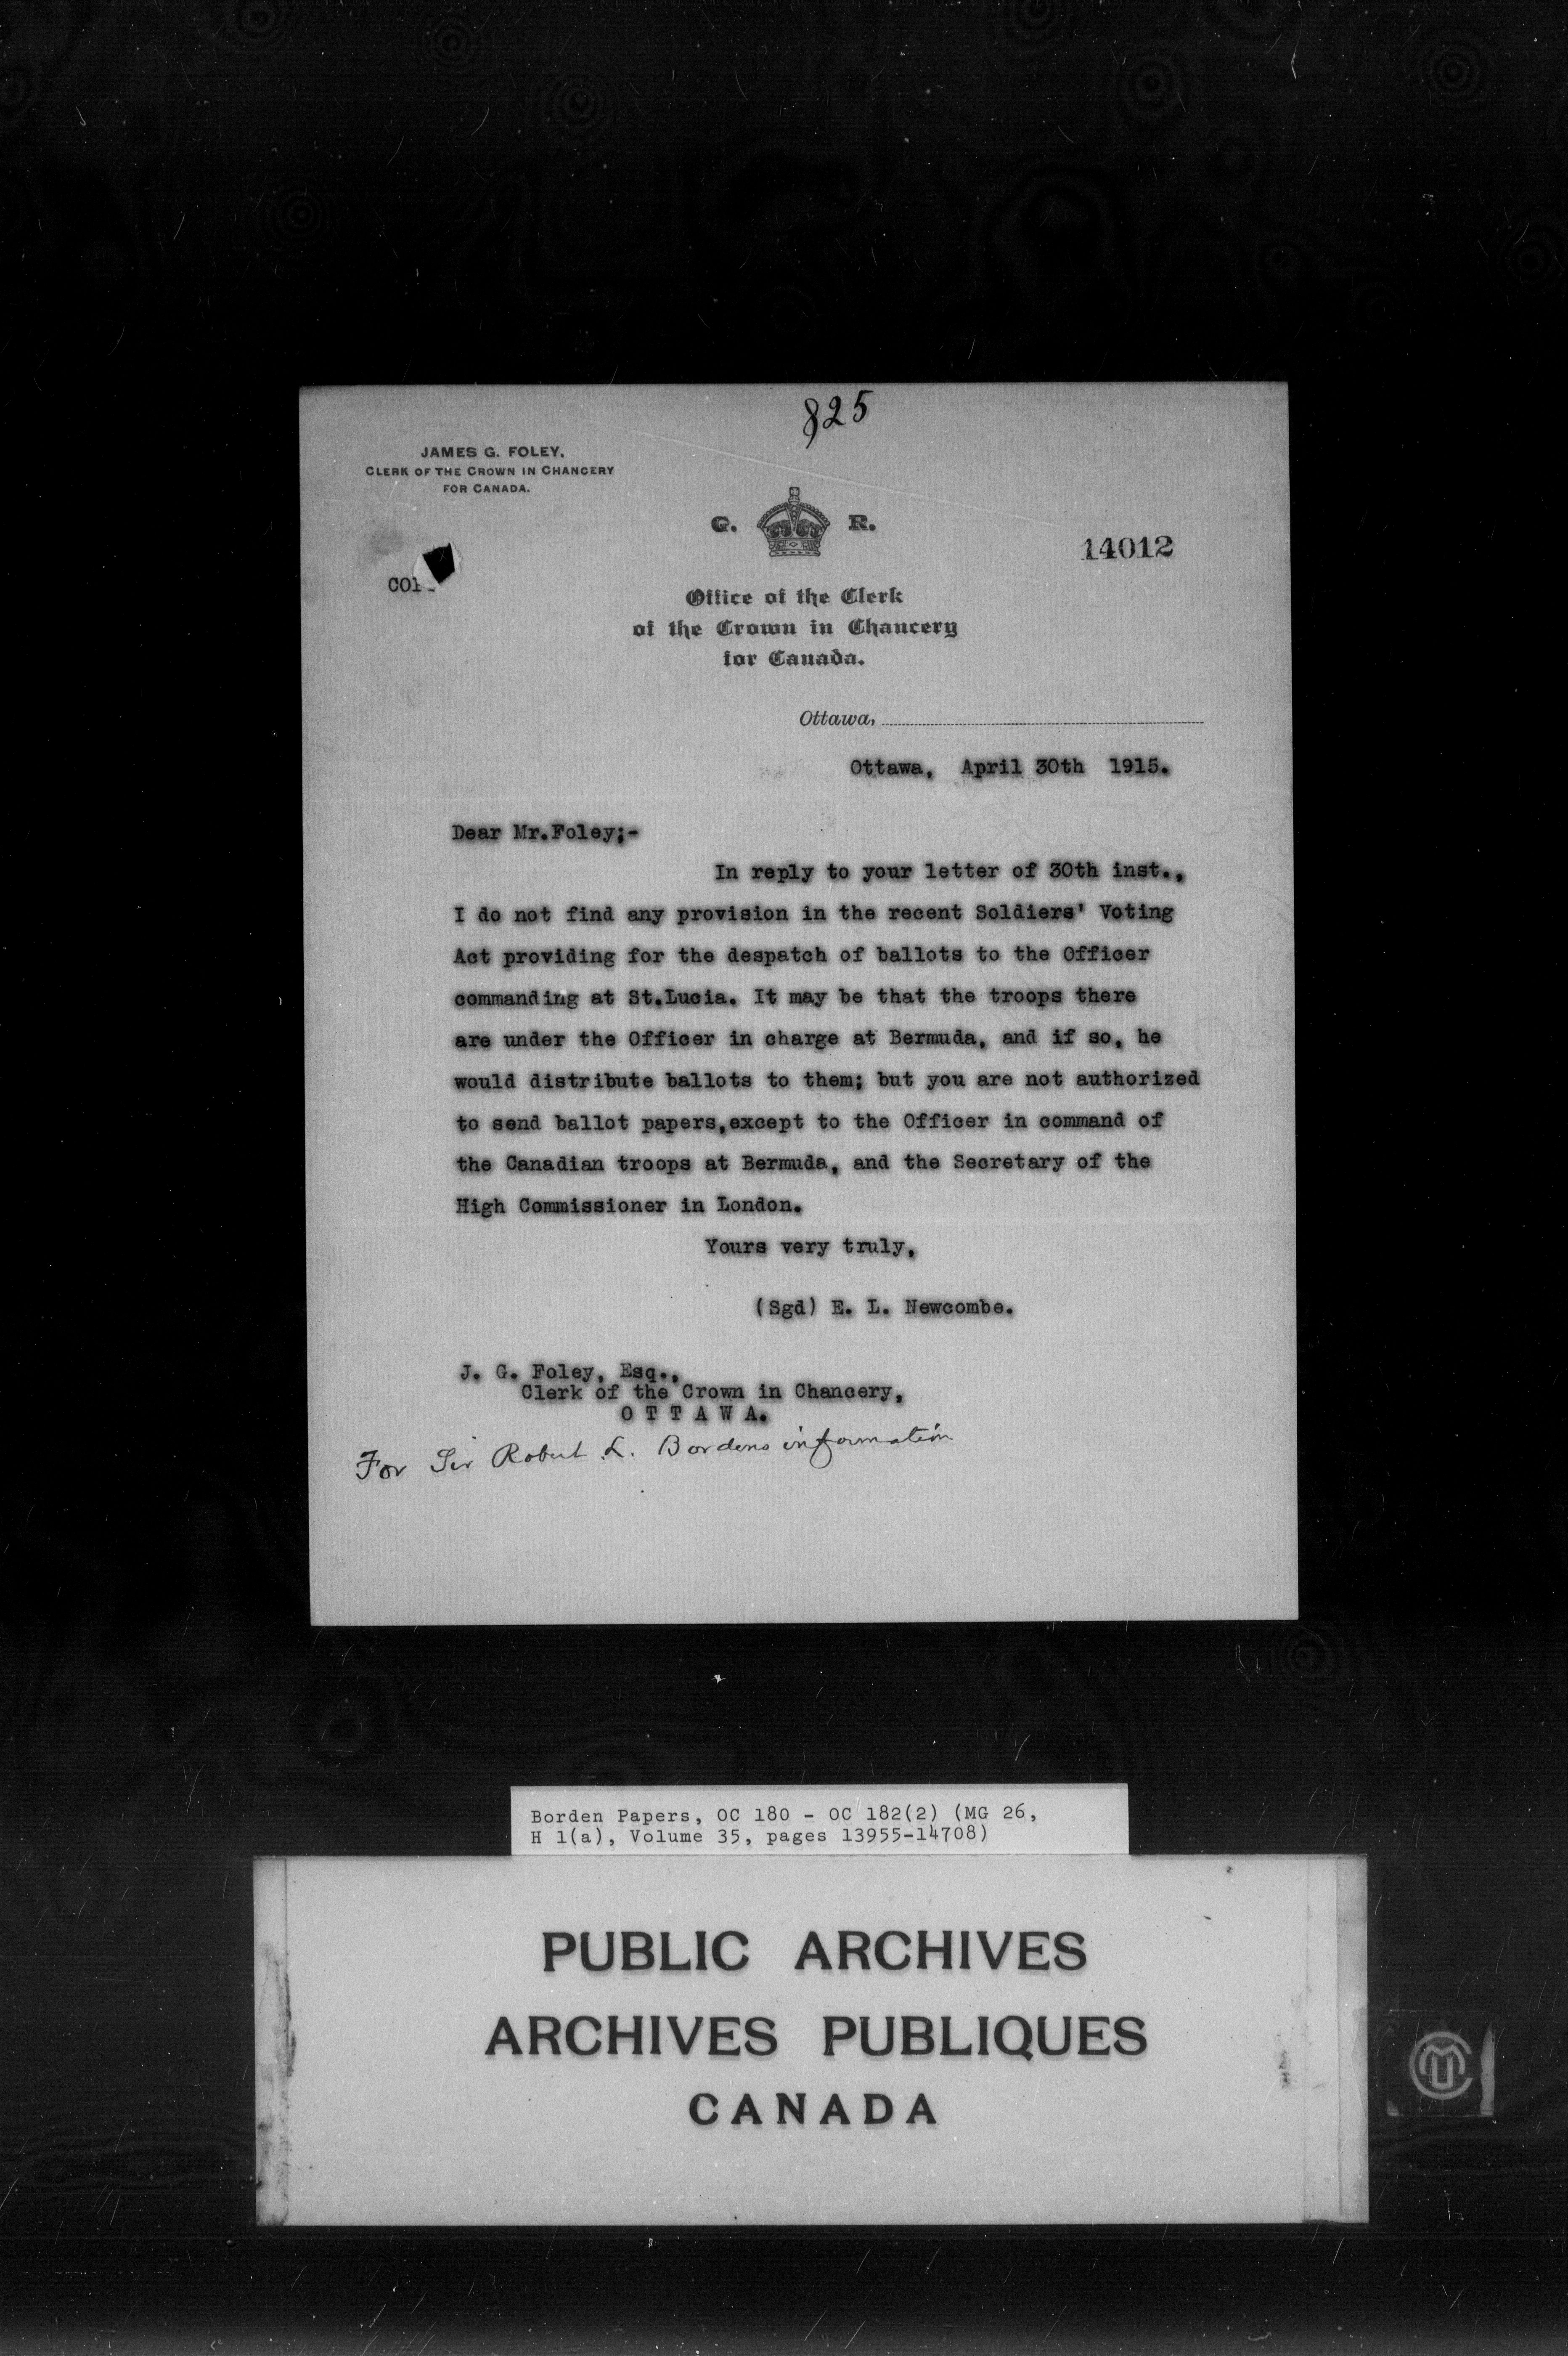 825
JAMES G. FOLEY.
CLERK OF THE CROWN IN CHANCERY
FOR CANADA.
G. R.
14012
Office of the Clerk
of the Crown in Chancery
for Canada.
Ottawa,
Ottawa, April 30th 1915.
Dear Mr.Foley;-
In reply to your letter of 30th inst.,
I do not find any provision in the recent Soldiers' Voting
Act providing for the despatch of ballots to the Officer
commanding at St.Lucia. It may be that the troops there
are under the Officer in charge at Bermuda, and if so, he
would distribute ballots to them; but you are not authorized
to send ballot papers,except to the Officer in command of
the Canadian troops at Bermuda, and the Secretary of the
High Commissioner in London.
Yours very truly,
(Sgd) E. L. Newcombe.
J. G. Foley, Esq.,
Clerk of the Crown in Chancery,
O T T A W A.
For Sir Robert L. Bordens information
Borden Papers, OC 180 - OC 182(2) (MG 26,
H 1(a), Volume 35, pages 13955-14708)
PUBLIC ARCHIVES
ARCHIVES PUBLIQUES
CANADA